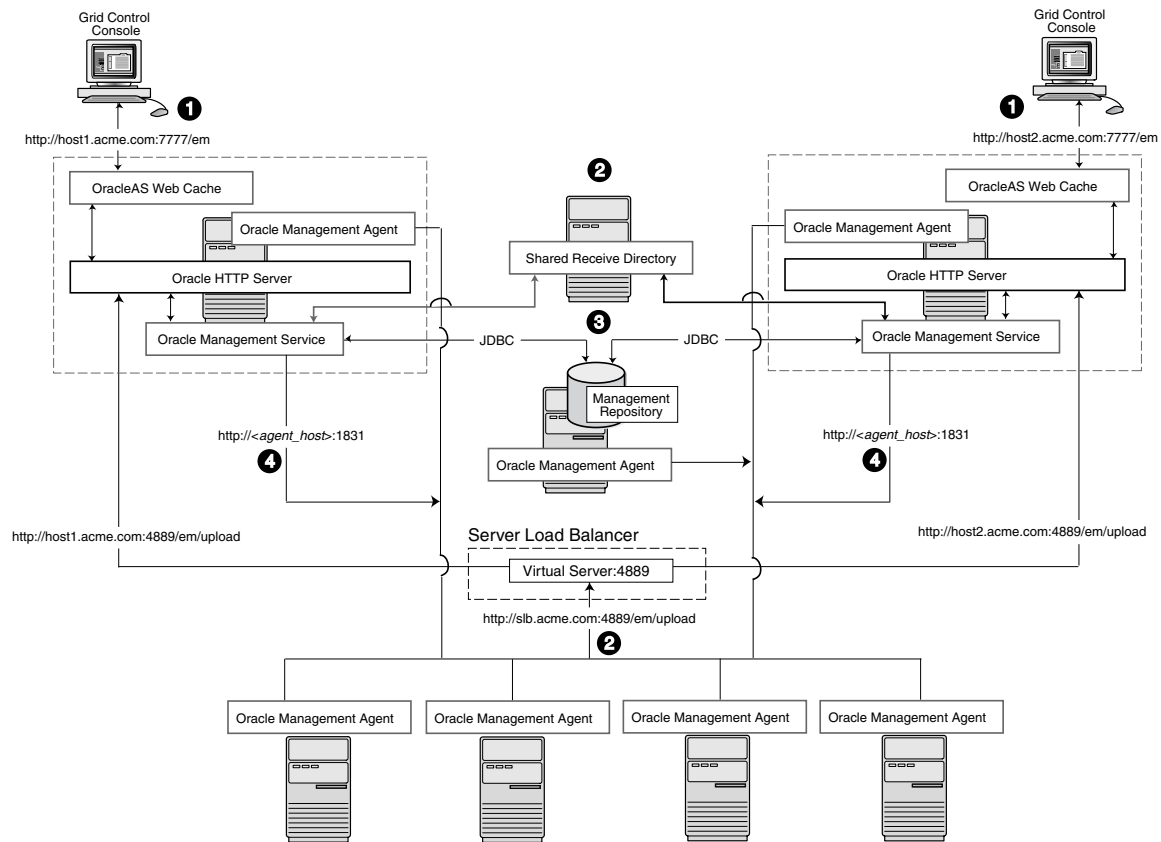 Grid Control
Console
Grid Control
Console
1
1
http://host1.acme.com:7777/em
http://host2.acme.com:7777/em
OracleAS Web Cache
2
OracleAS Web Cache
Oracle Management Agent
Oracle Management Agent
Shared Receive Directory
Oracle HTTP Server
Oracle HTTP Server
3
Oracle Management Service
JDBC
JDBC
Oracle Management Service
Management
Repository
http://<agent_host>:1831
http://<agent_host>:1831
4
Oracle Management Agent
4
http://host1.acme.com:4889/em/upload
Server Load Balancer
http://host2.acme.com:4889/em/upload
Virtual Server:4889
http://slb.acme.com:4889/em/upload
2
Oracle Management Agent
Oracle Management Agent
Oracle Management Agent
Oracle Management Agent